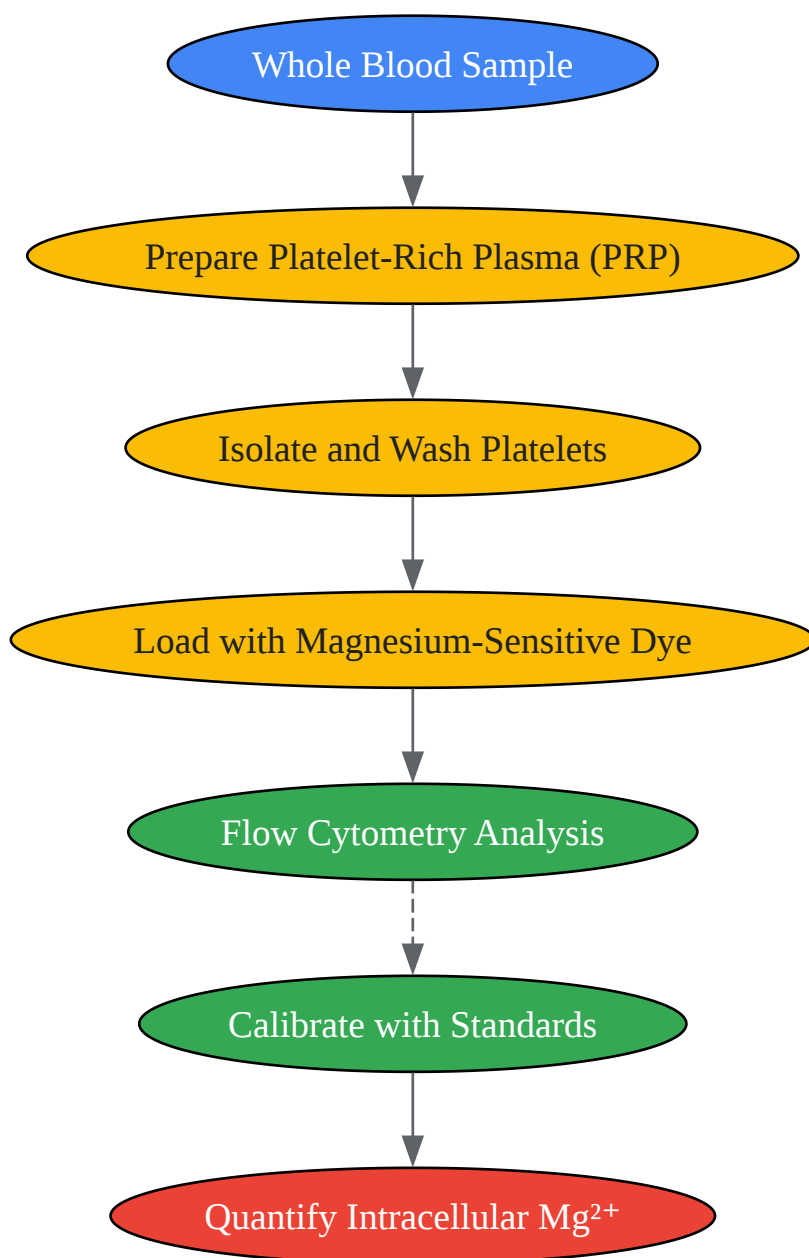 Whole Blood Sample
Prepare Platelet-Rich Plasma (PRP)
Isolate and Wash Platelets
Load with Magnesium-Sensitive Dye
Flow Cytometry Analysis
Calibrate with Standards
Quantify Intracellular Mg²⁺